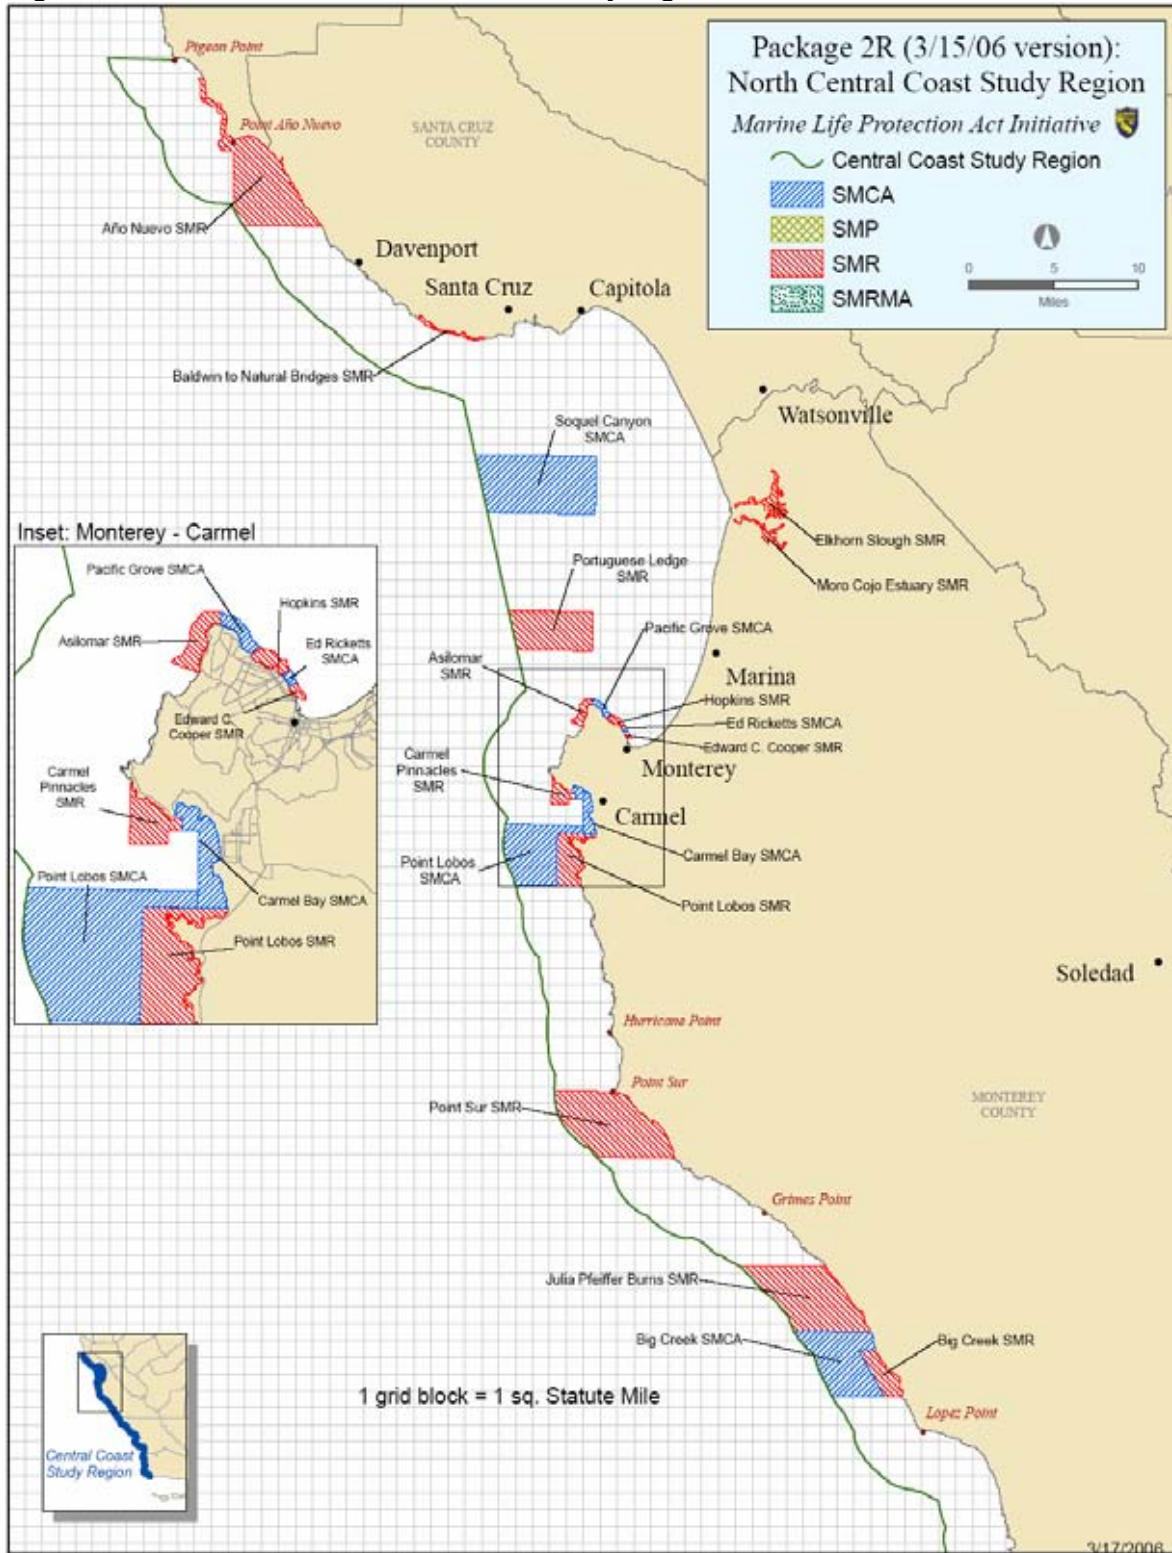 Pigeon Point
Package 2R (3/15/06 version):
North Central Coast Study Region
Marine Life Protection Act Initiative
Central Coast Study Region
SMCA
SMP
SMR
SMRMA
0 5 10
Miles
Point Año Nuevo
SANTA CRUZ
COUNTY
Año Nuevo SMR
Davenport
Santa Cruz
Capitola
Baldwin to Natural Bridges SMR
Watsonville
Soquel Canyon
SMCA
Elkhorn Slough SMR
Moro Cojo Estuary SMR
Portuguese Ledge
SMR
Pacific Grove SMCA
Asilomar
SMR
Marina
Hopkins SMR
Ed Ricketts SMCA
Edward C. Cooper SMR
Monterey
Carmel
Pinnacles
SMR
Carmel
Point Lobos
SMCA
Carmel Bay SMCA
Point Lobos SMR
Soledad
Inset: Monterey - Carmel
Pacific Grove SMCA
Hopkins SMR
Asilomar SMR
Ed Ricketts
SMCA
Edward C.
Cooper SMR
Carmel
Pinnacles
SMR
Point Lobos SMCA
Carmel Bay SMCA
Point Lobos SMR
Hurricane Point
Point Sur
Point Sur SMR
MONTEREY
COUNTY
Grimes Point
Julia Pfeiffer Burns SMR
Big Creek SMCA
Big Creek SMR
Lopez Point
1 grid block = 1 sq. Statute Mile
Central Coast
Study Region
3/17/2006